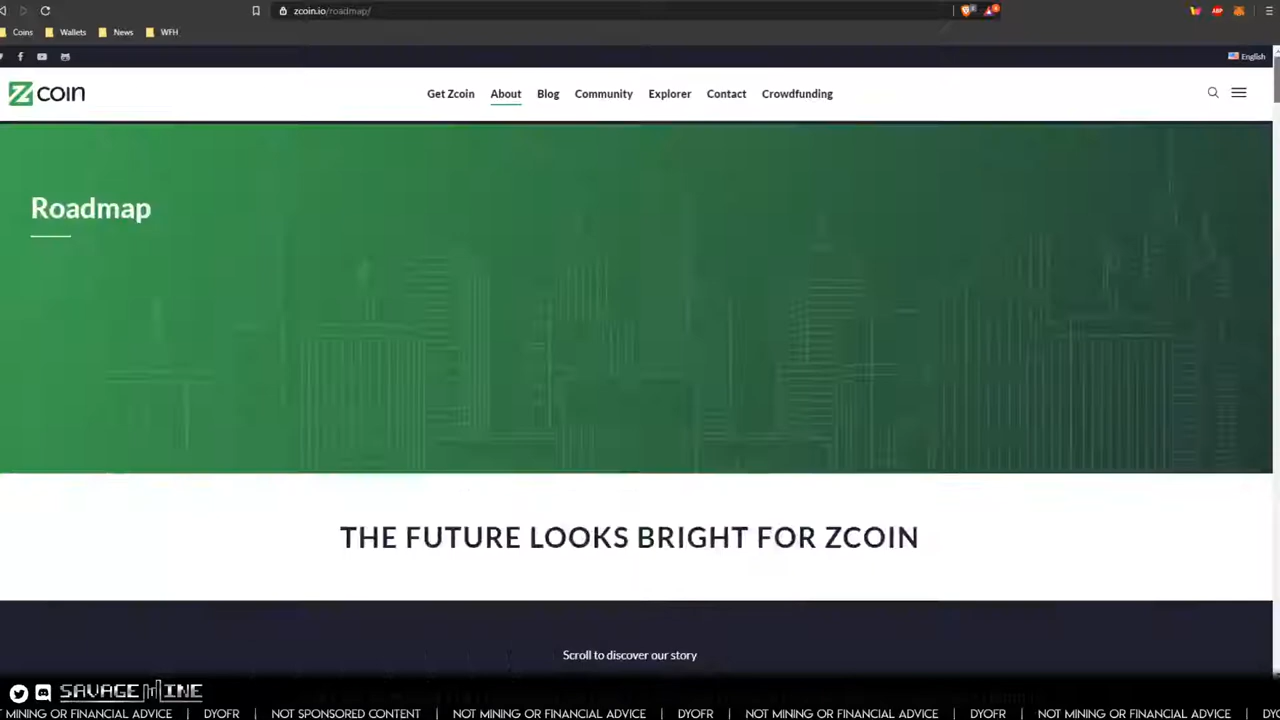 zcoin.io/roadmap/
Coins Wallets News WFH
English
Zcoin
Get Zcoin About Blog Community Explorer Contact Crowdfunding
Roadmap
THE FUTURE LOOKS BRIGHT FOR ZCOIN
Scroll to discover our story
SAVAGE MINE
T MINING OR FINANCIAL ADVICE | DYOFR | NOT SPONSORED CONTENT | NOT MINING OR FINANCIAL ADVICE | DYOFR | NOT MINING OR FINANCIAL ADVICE | DYOFR | NOT MINING OR FINANCIAL ADVICE |